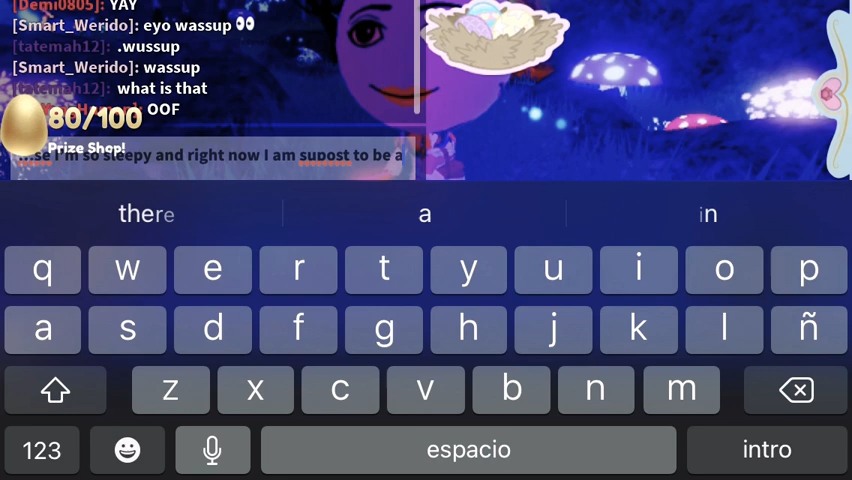 [Demi0805]: YAY
[Smart_Werido]: eyo wassup 👀
[tatemah12]: .wussup
[Smart_Werido]: wassup
[tatemah12]: what is that
OOF
80/100
Prize Shop!
I'm so sleepy and right now I am supost to be a
there a in
q w e r t y u i o p
a s d f g h j k l ñ
z x c v b n m
123 espacio intro